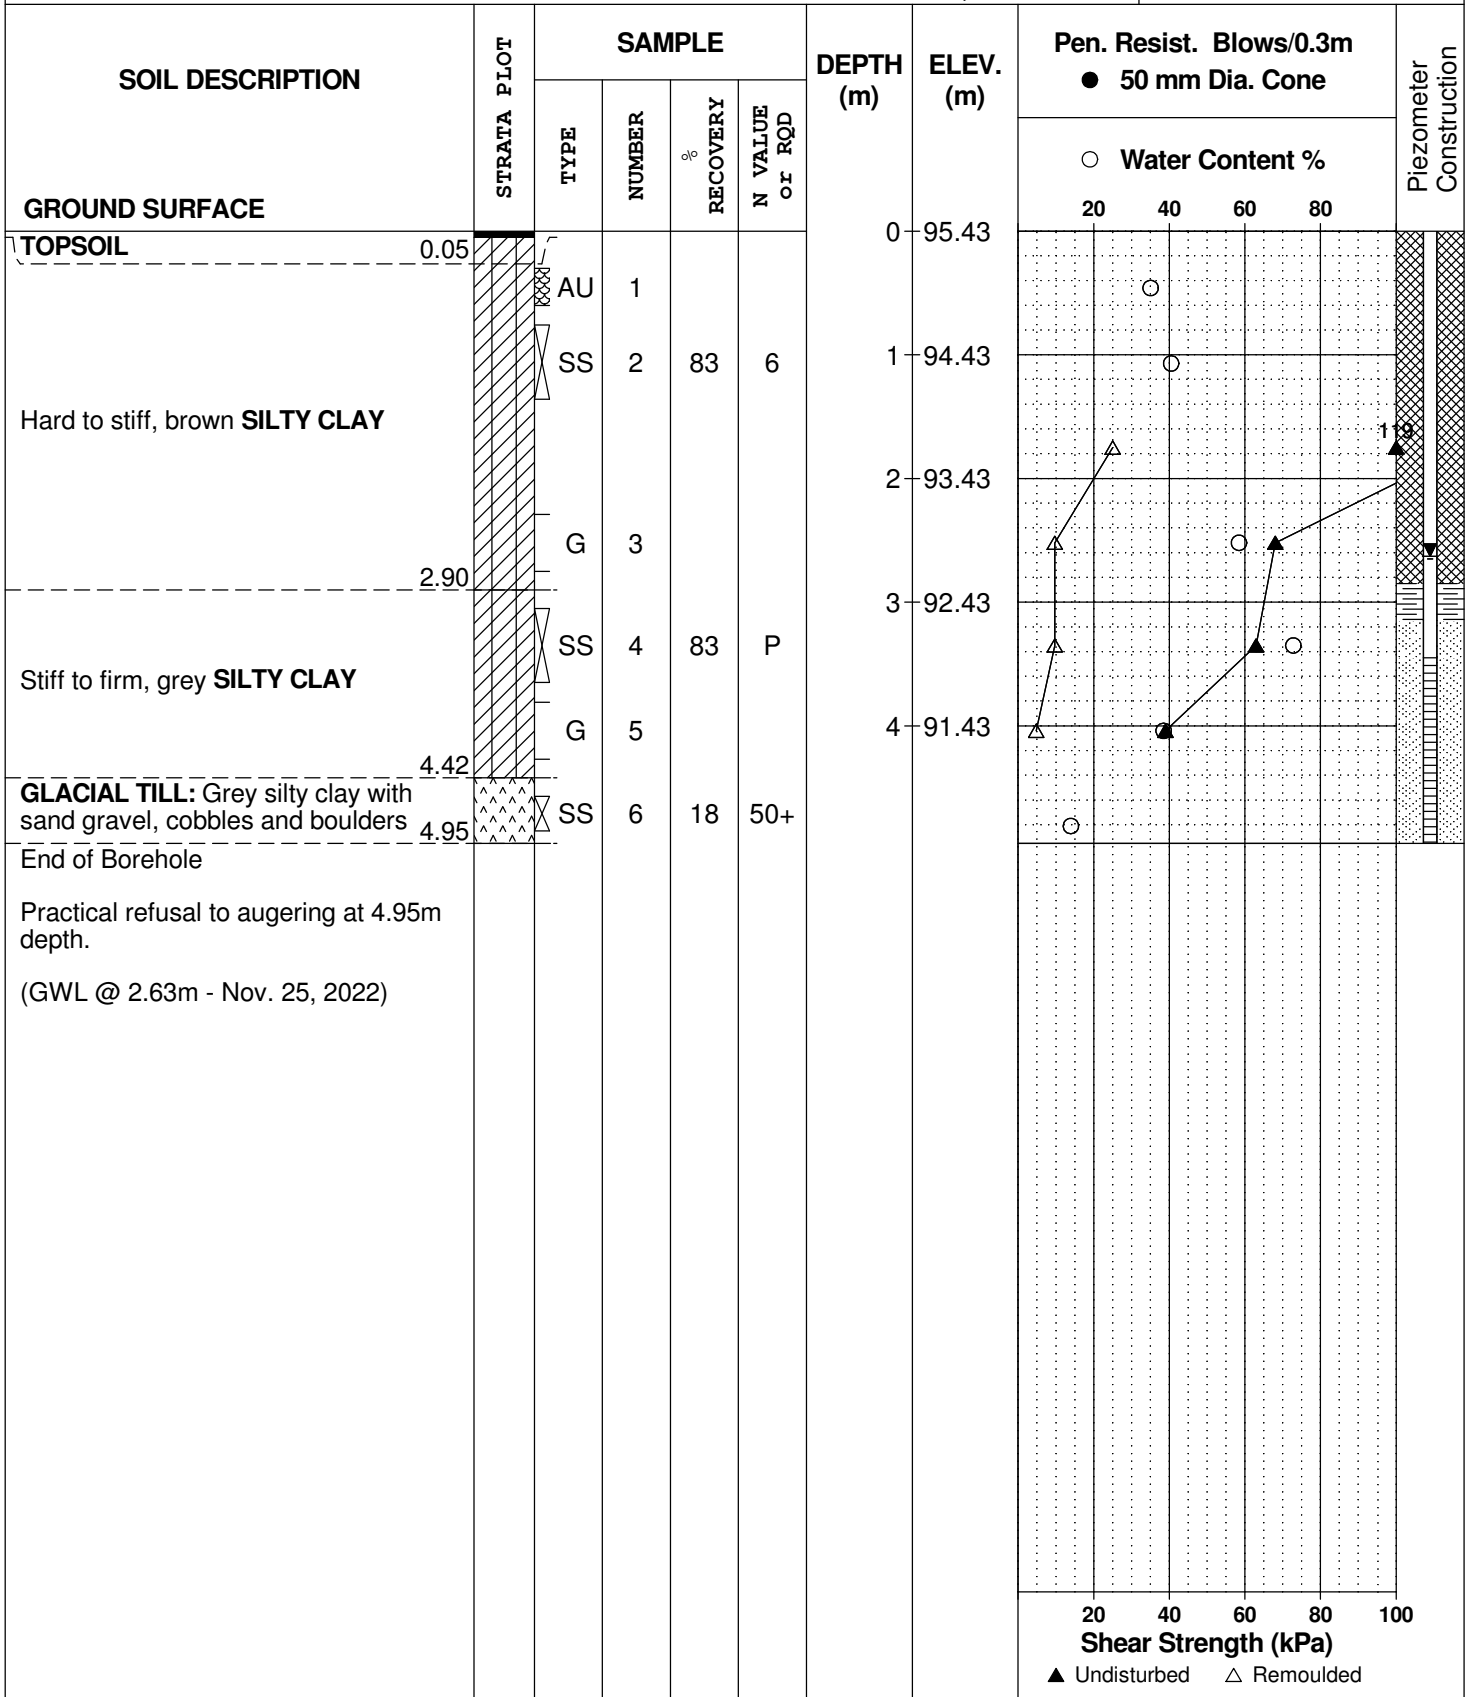 SOIL DESCRIPTION
GROUND SURFACE
STRATA PLOT
SAMPLE
TYPE
NUMBER
% RECOVERY
N VALUE or RQD
DEPTH (m)
ELEV. (m)
Pen. Resist. Blows/0.3m
● 50 mm Dia. Cone
○ Water Content %
20 40 60 80
Piezometer Construction
0 95.43
TOPSOIL 0.05
AU 1
1 94.43
SS 2 83 6
Hard to stiff, brown SILTY CLAY
119
2 93.43
G 3
2.90
3 92.43
SS 4 83 P
Stiff to firm, grey SILTY CLAY
4 91.43
G 5
4.42
GLACIAL TILL: Grey silty clay with
sand gravel, cobbles and boulders 4.95
SS 6 18 50+
End of Borehole
Practical refusal to augering at 4.95m
depth.
(GWL @ 2.63m - Nov. 25, 2022)
20 40 60 80 100
Shear Strength (kPa)
▲ Undisturbed △ Remoulded